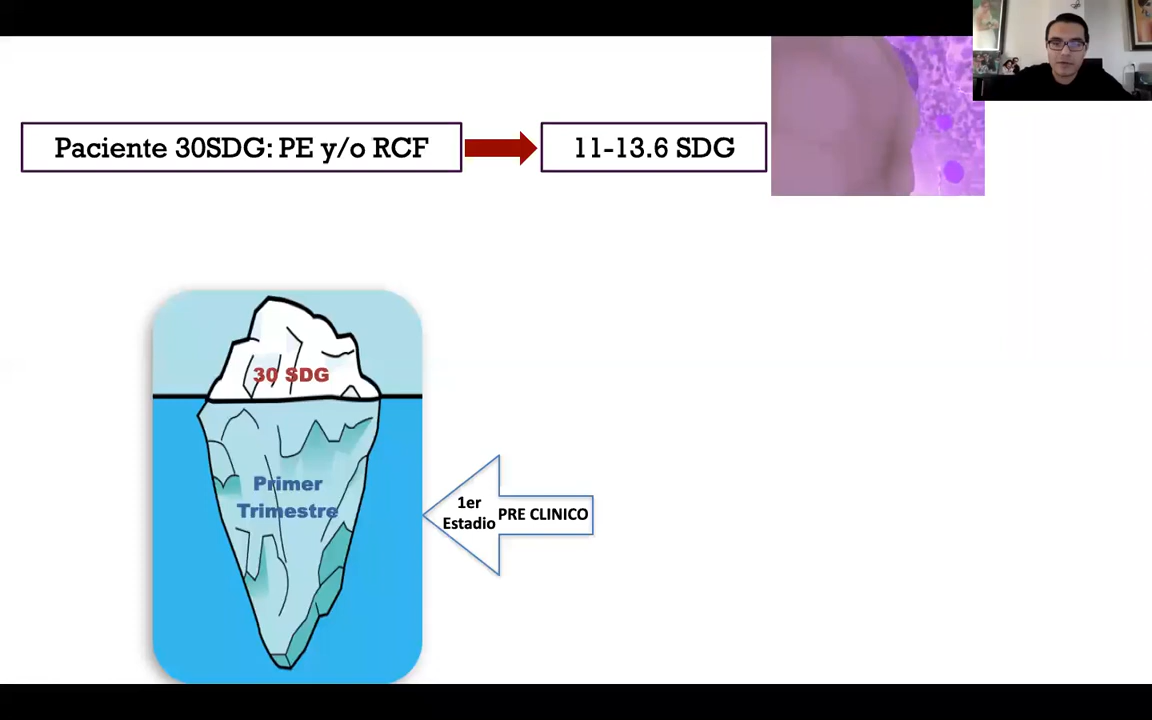 Paciente 30SDG: PE y/o RCF
11-13.6 SDG
30 SDG
Primer
Trimestre
1er
Estadio
PRE CLINICO